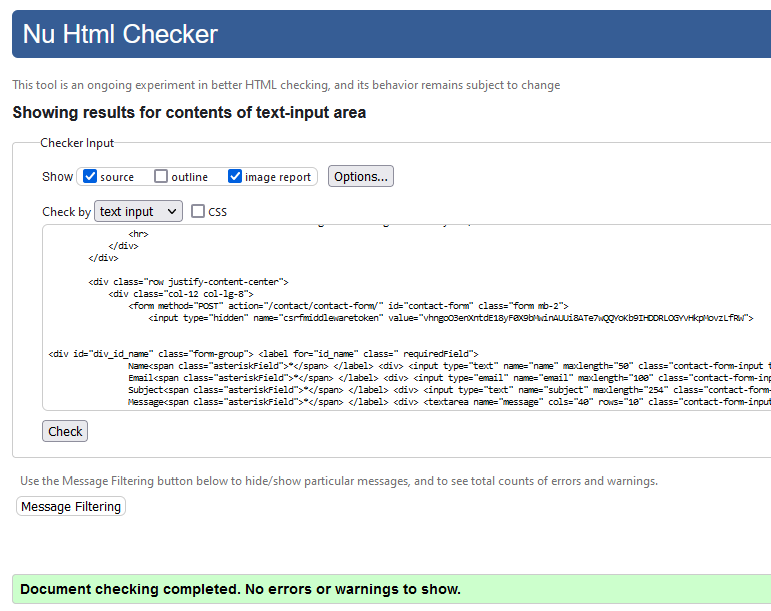 Nu Html Checker
This tool is an ongoing experiment in better HTML checking, and its behavior remains subject to change
Showing results for contents of text-input area
Checker Input
Show source outline image report Options...
Check by text input CSS
<hr>
</div>
</div>
<div class="row justify-content-center">
<div class="col-12 col-lg-8">
<form method="POST" action="/contact/contact-form/" id="contact-form" class="form mb-2">
<input type="hidden" name="csrfmiddlewaretoken" value=">
<div id="div_id_name" class="form-group"> <label for="id_name" class=" requiredField">
Name<span class="asteriskField">*</span> </label> <div> <input type="text" name="name" maxlength="50" class="contact-form-input t
Email<span class="asteriskField">*</span> </label> <div> <input type="email" name="email" maxlength="100" class="contact-form-inp
Subject<span class="asteriskField">*</span> </label> <div> <input type="text" name="subject" maxlength="254" class="contact-form-
Message<span class="asteriskField">*</span> </label> <div> <textarea name="message" cols="40" rows="10" class="contact-form-input
Check
Use the Message Filtering button below to hide/show particular messages, and to see total counts of errors and warnings.
Message Filtering
Document checking completed. No errors or warnings to show.